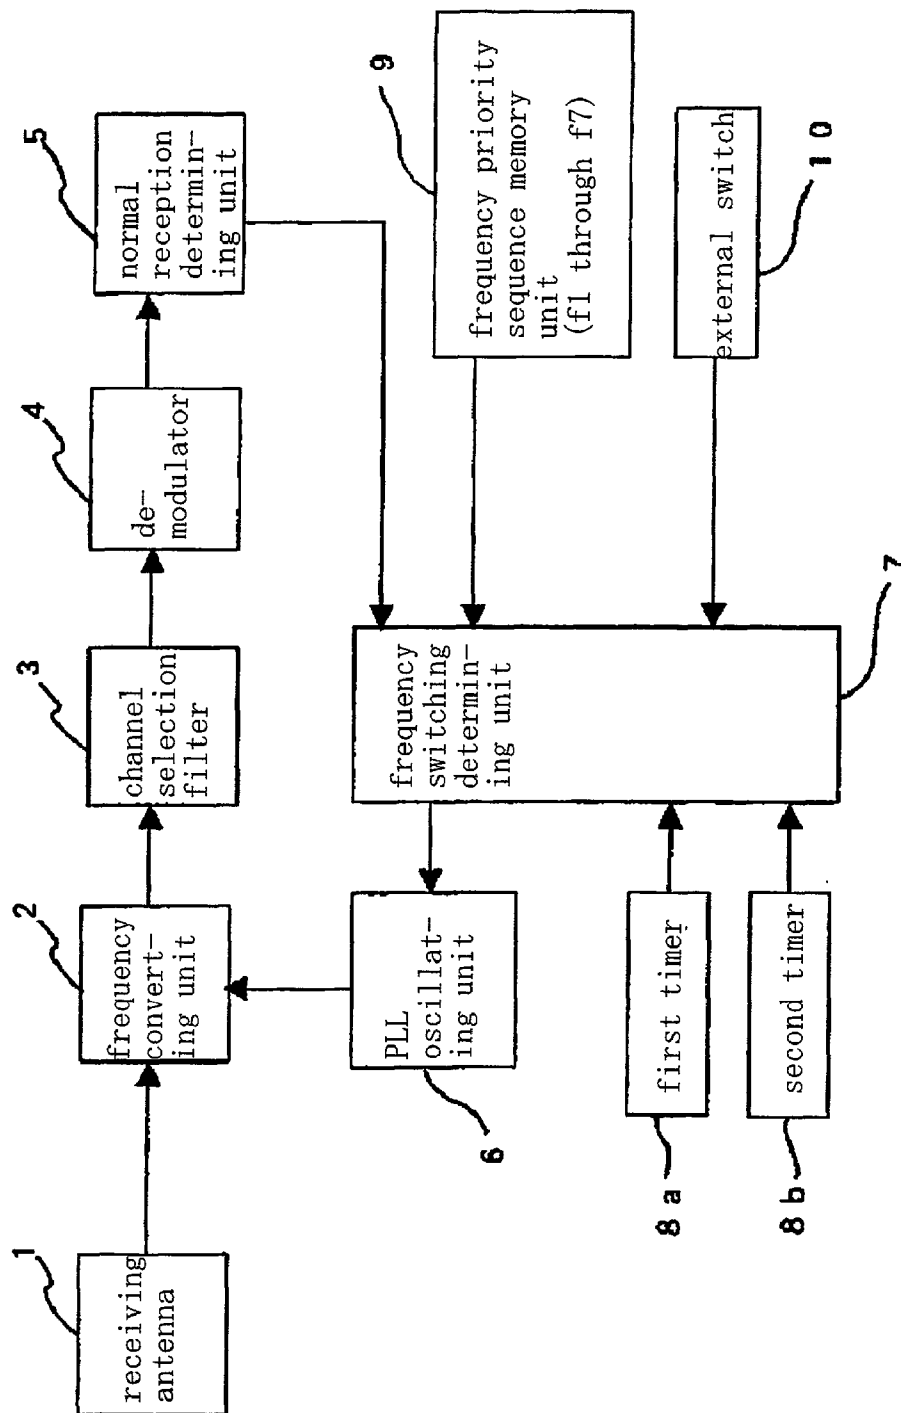 1
receiving
antenna
2
frequency
convert-
ing unit
3
channel
selection
filter
4
de-
modulator
5
normal
reception
determin-
ing unit
6
PLL
oscillat-
ing unit
7
frequency
switching
determin-
ing unit
8a
first timer
8b
second timer
9
frequency priority
sequence memory
unit
(f1 through f7)
10
external switch